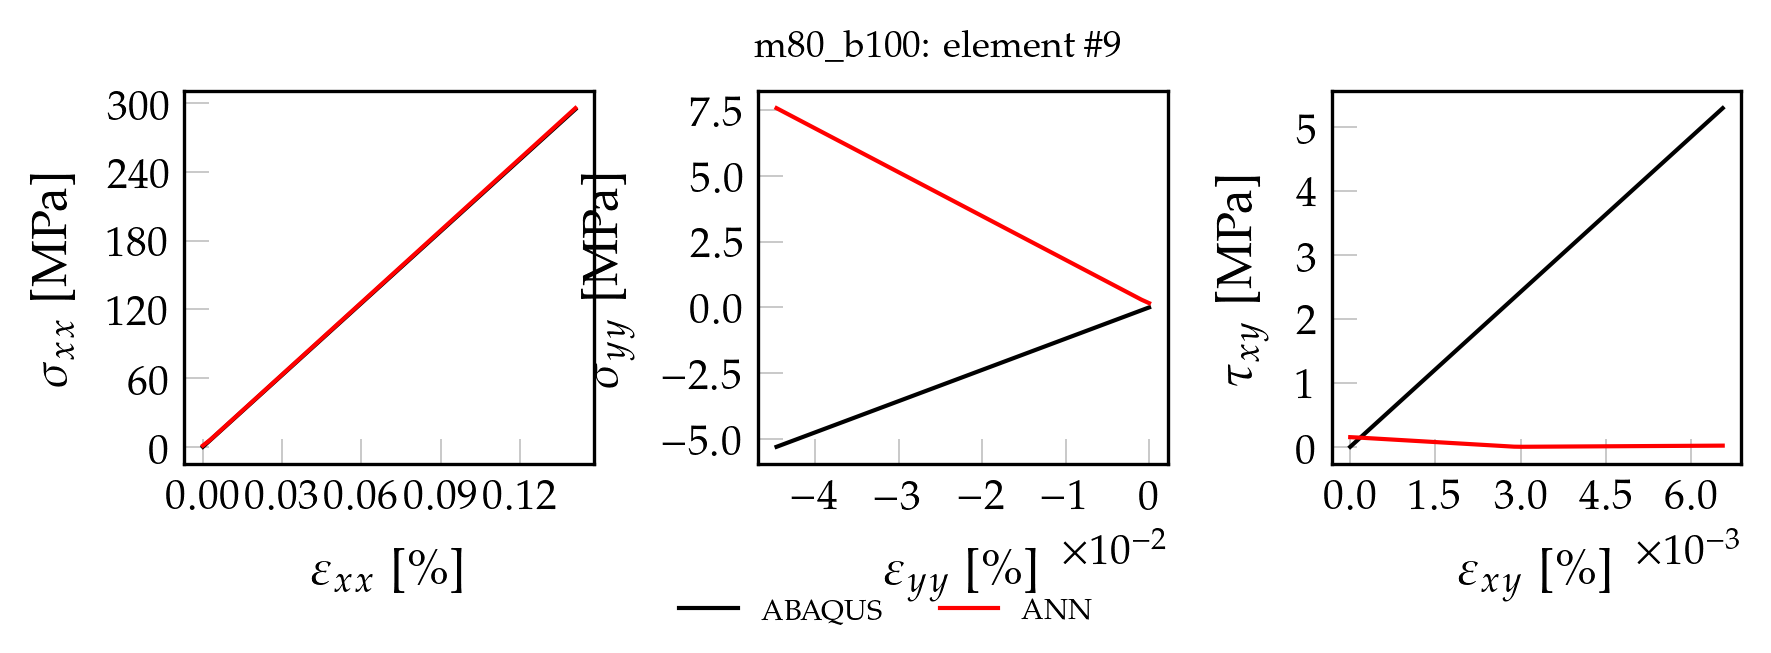 m80_b100: element #9
σxx [MPa]
300
240
180
120
60
0
0.00 0.03 0.06 0.09 0.12
εxx [%]
σyy [MPa]
7.5
5.0
2.5
0.0
−2.5
−5.0
−4 −3 −2 −1 0
×10−2
εyy [%]
τxy [MPa]
5
4
3
2
1
0
0.0 1.5 3.0 4.5 6.0
×10−3
εxy [%]
ABAQUS ANN